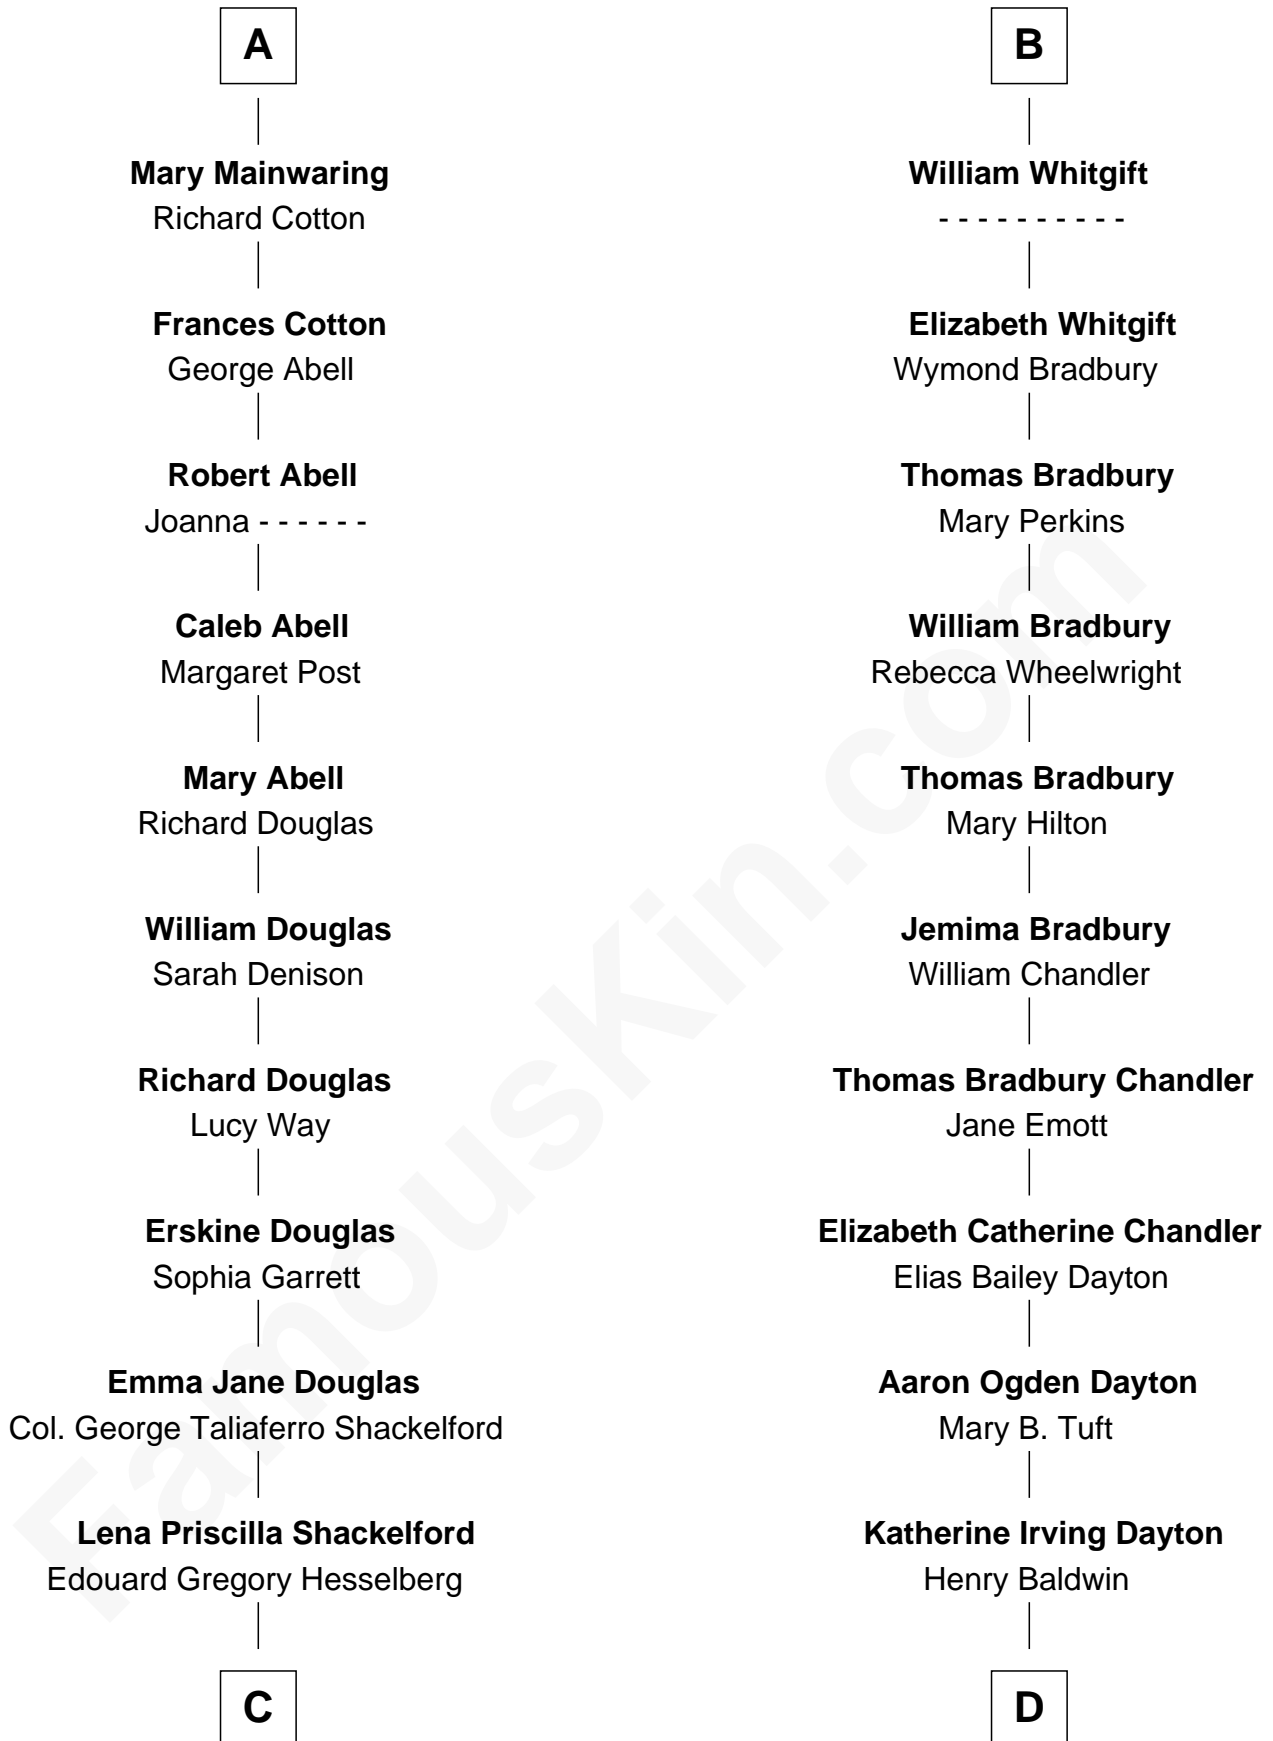 A
Mary Mainwaring
Richard Cotton
Frances Cotton
George Abell
Robert Abell
Joanna - - - - - -
Caleb Abell
Margaret Post
Mary Abell
Richard Douglas
William Douglas
Sarah Denison
Richard Douglas
Lucy Way
Erskine Douglas
Sophia Garrett
Emma Jane Douglas
Col. George Taliaferro Shackelford
Lena Priscilla Shackelford
Edouard Gregory Hesselberg
C
B
William Whitgift
- - - - - - - - - -
Elizabeth Whitgift
Wymond Bradbury
Thomas Bradbury
Mary Perkins
William Bradbury
Rebecca Wheelwright
Thomas Bradbury
Mary Hilton
Jemima Bradbury
William Chandler
Thomas Bradbury Chandler
Jane Emott
Elizabeth Catherine Chandler
Elias Bailey Dayton
Aaron Ogden Dayton
Mary B. Tuft
Katherine Irving Dayton
Henry Baldwin
D
FamousKin.com